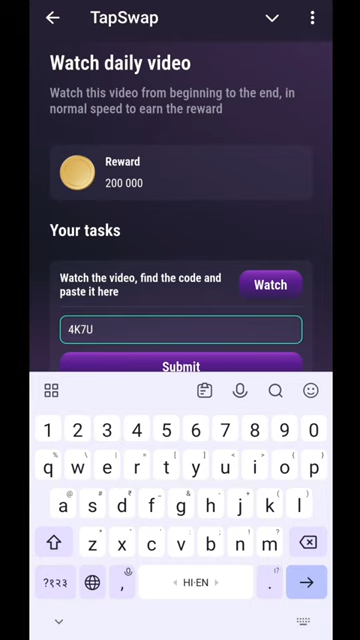 TapSwap
Watch daily video
Watch this video from beginning to the end, in
normal speed to earn the reward
Reward
200 000
Your tasks
Watch the video, find the code and
paste it here
Watch
4K7U
Submit
1 2 3 4 5 6 7 8 9 0
q w e r t y u i o p
a s d f g h j k l
z x c v b n m
?१२३ , HI·EN .